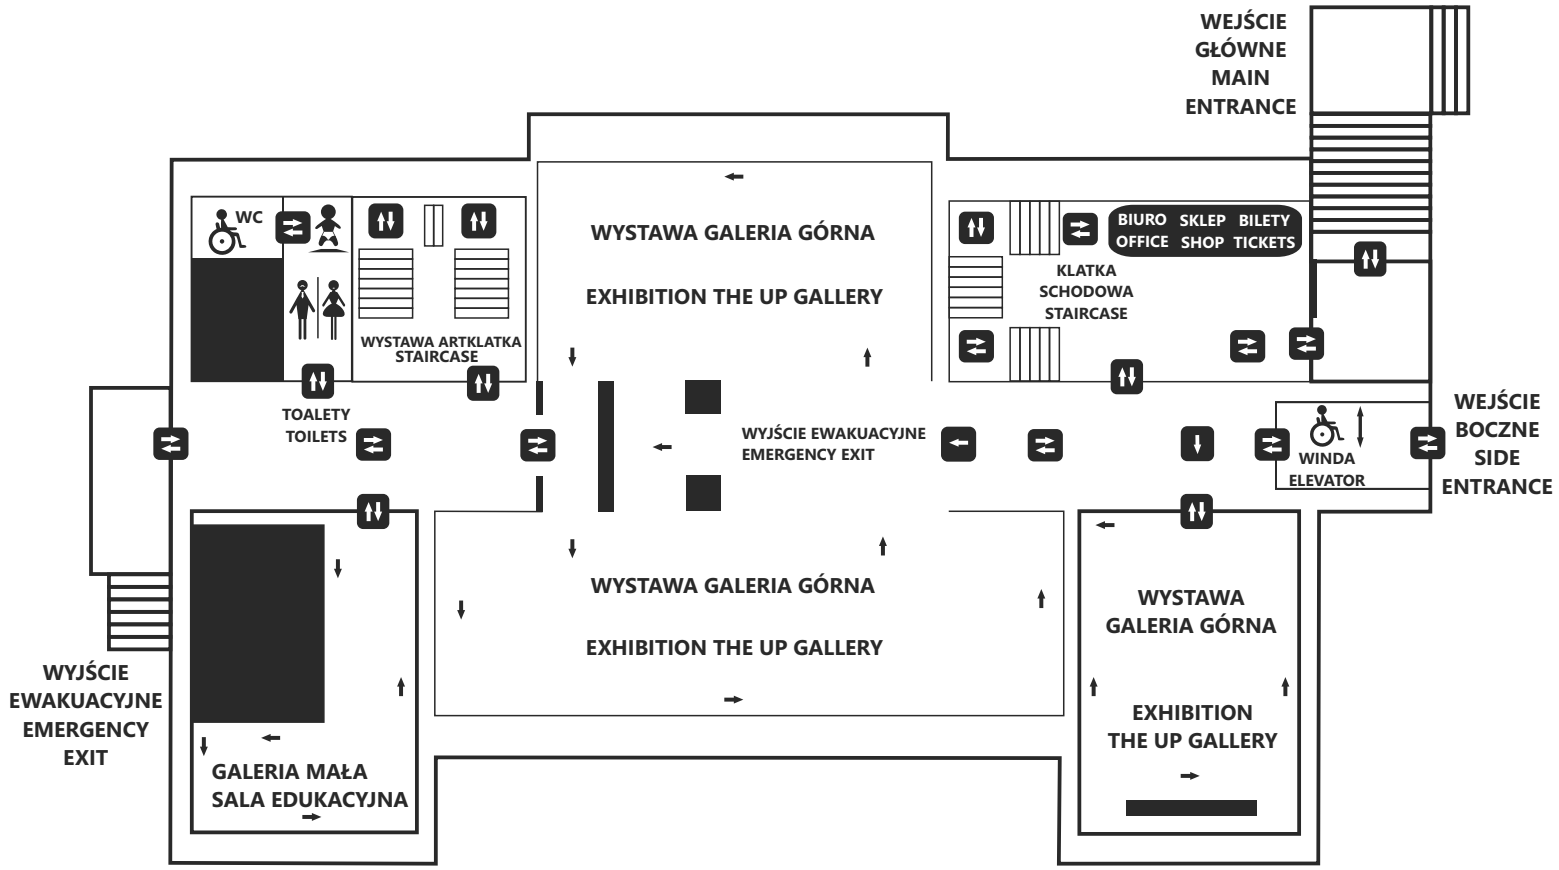 WEJŚCIE
GŁÓWNE
MAIN
ENTRANCE
WC
WYSTAWA GALERIA GÓRNA
EXHIBITION THE UP GALLERY
BIURO SKLEP BILETY
OFFICE SHOP TICKETS
KLATKA
SCHODOWA
STAIRCASE
WYSTAWA ARTKLATKA
STAIRCASE
TOALETY
TOILETS
WYJŚCIE EWAKUACYJNE
EMERGENCY EXIT
WINDA
ELEVATOR
WEJŚCIE
BOCZNE
SIDE
ENTRANCE
WYSTAWA GALERIA GÓRNA
EXHIBITION THE UP GALLERY
WYSTAWA
GALERIA GÓRNA
EXHIBITION
THE UP GALLERY
WYJŚCIE
EWAKUACYJNE
EMERGENCY
EXIT
GALERIA MAŁA
SALA EDUKACYJNA